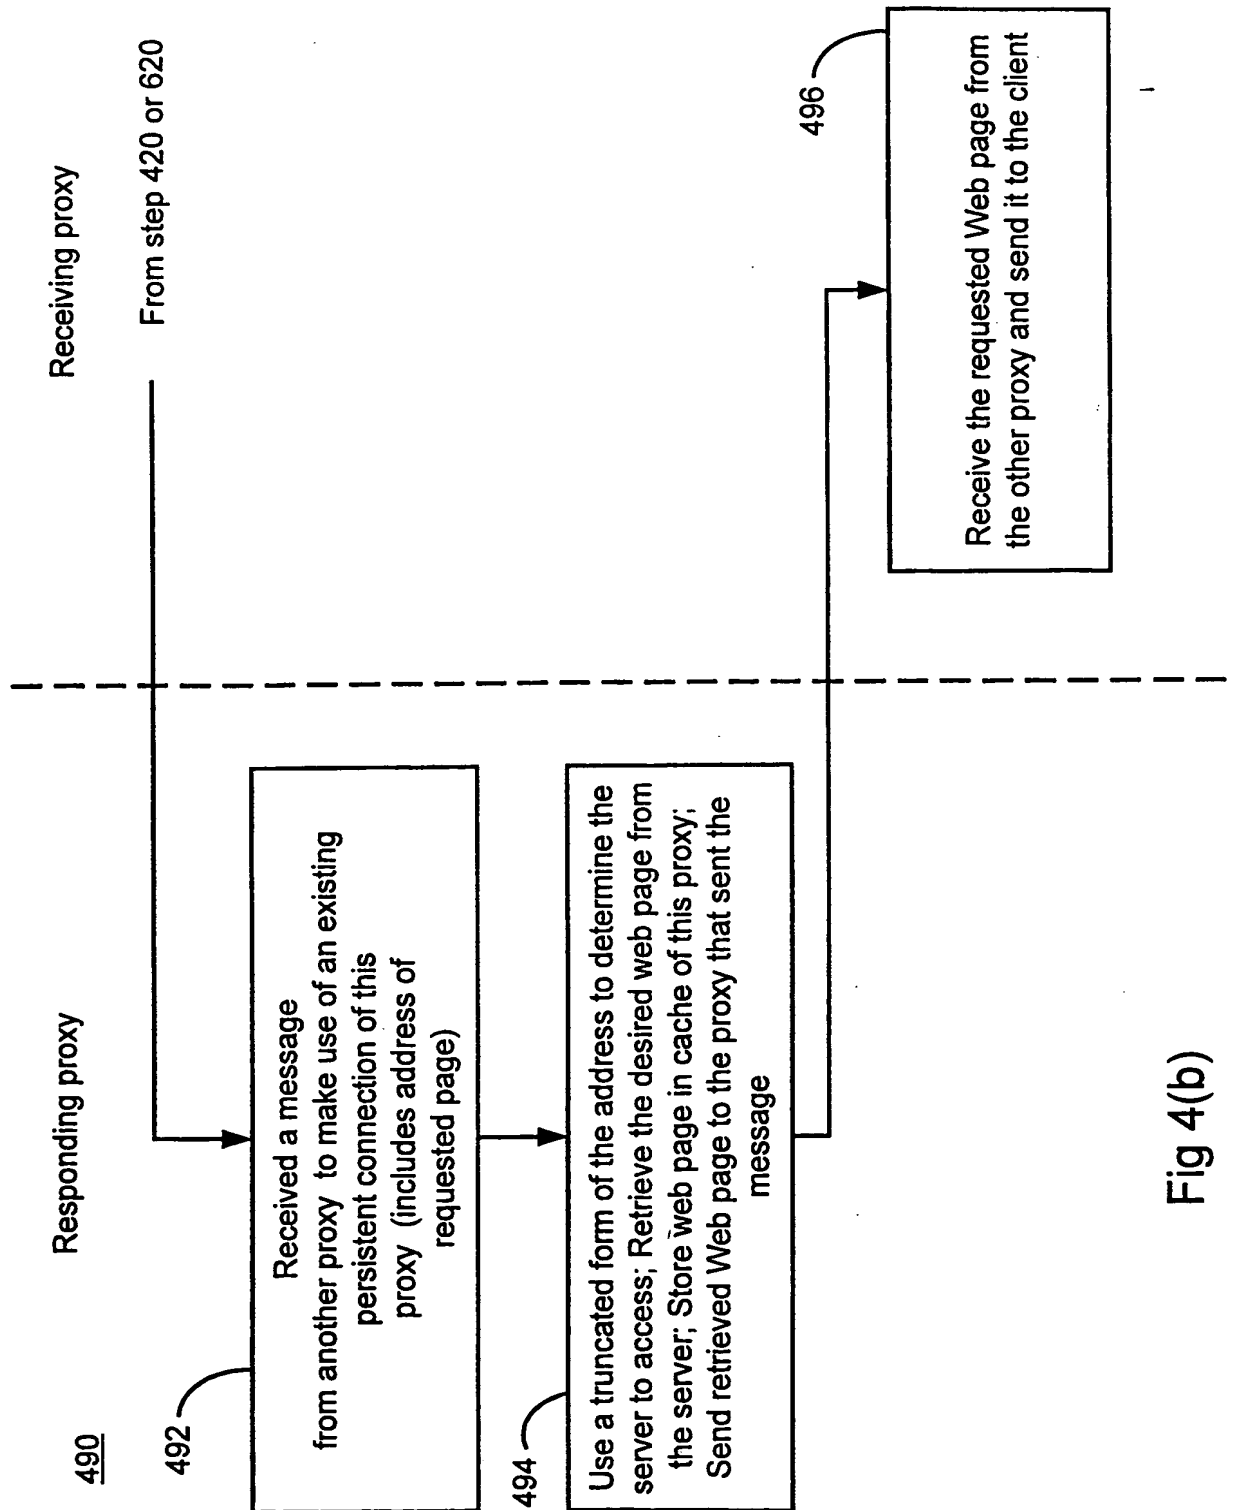 490
Responding proxy
Receiving proxy
From step 420 or 620
492
Received a message
from another proxy to make use of an existing
persistent connection of this
proxy (includes address of
requested page)
494
Use a truncated form of the address to determine the
server to access; Retrieve the desired web page from
the server; Store web page in cache of this proxy;
Send retrieved Web page to the proxy that sent the
message
496
Receive the requested Web page from
the other proxy and send it to the client
Fig 4(b)